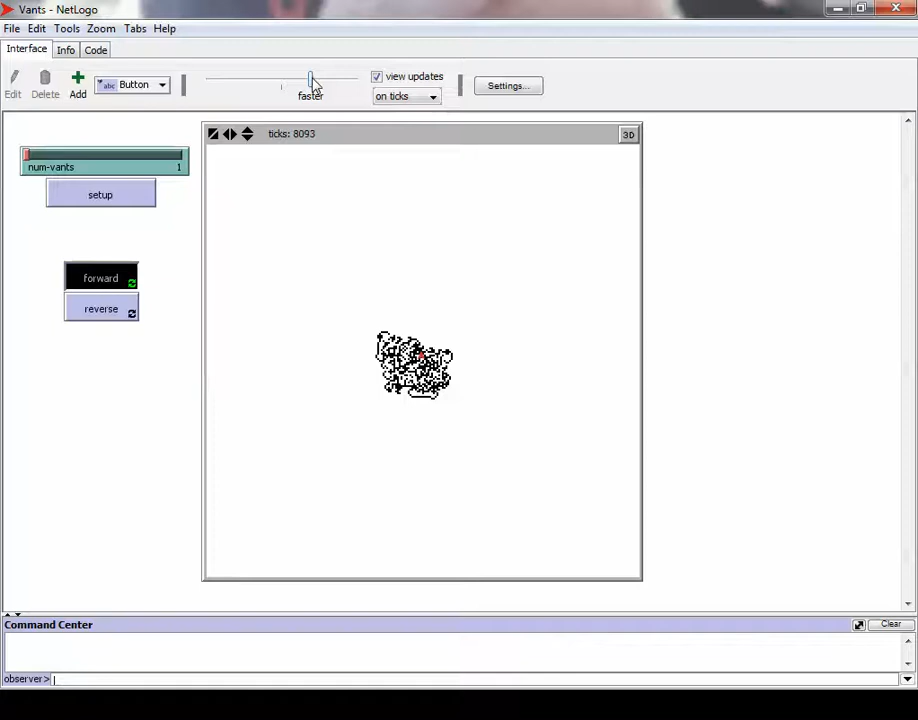 Vants - NetLogo
File Edit Tools Zoom Tabs Help
Interface Info Code
Edit Delete Add abc Button faster view updates on ticks Settings...
ticks: 8093 3D
num-vants 1
setup
forward
reverse
Command Center Clear
observer>